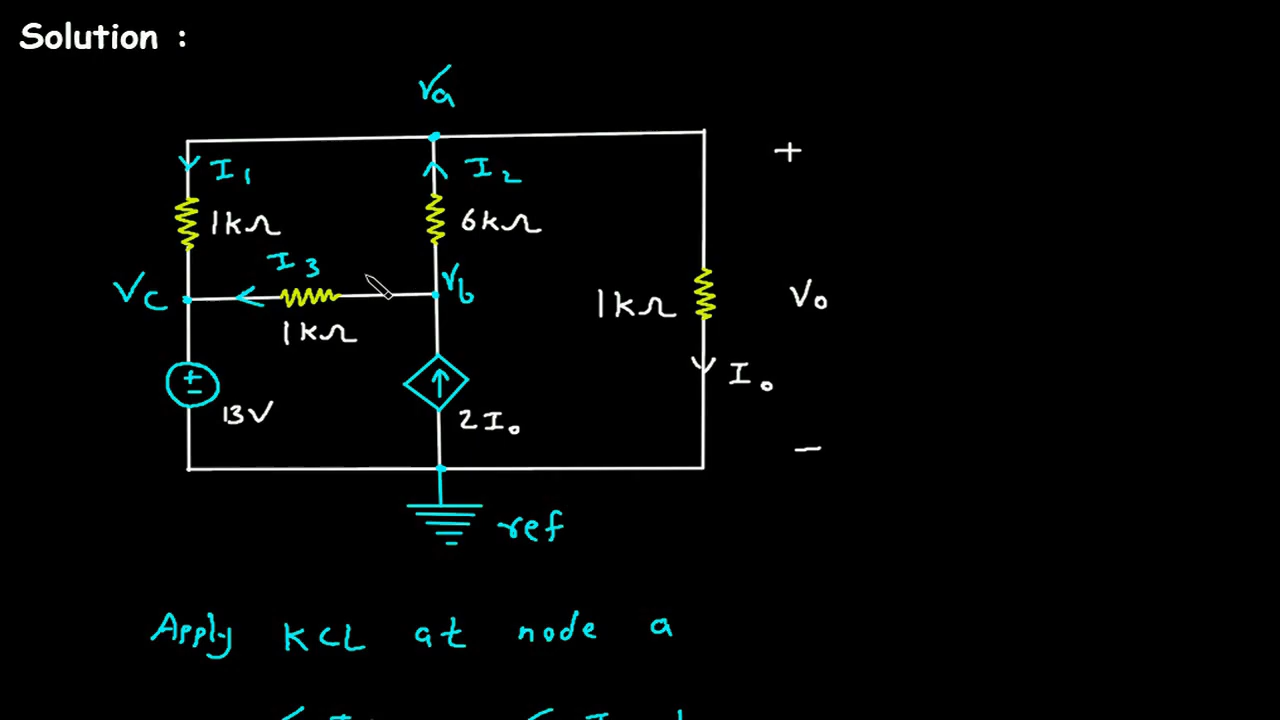 Solution :
Va
+
I1
I2
1kΩ
6kΩ
I3
Vb
Vc
1kΩ
1kΩ
Vo
+
−
13V
2Io
Io
−
ref
Apply KCL at node a